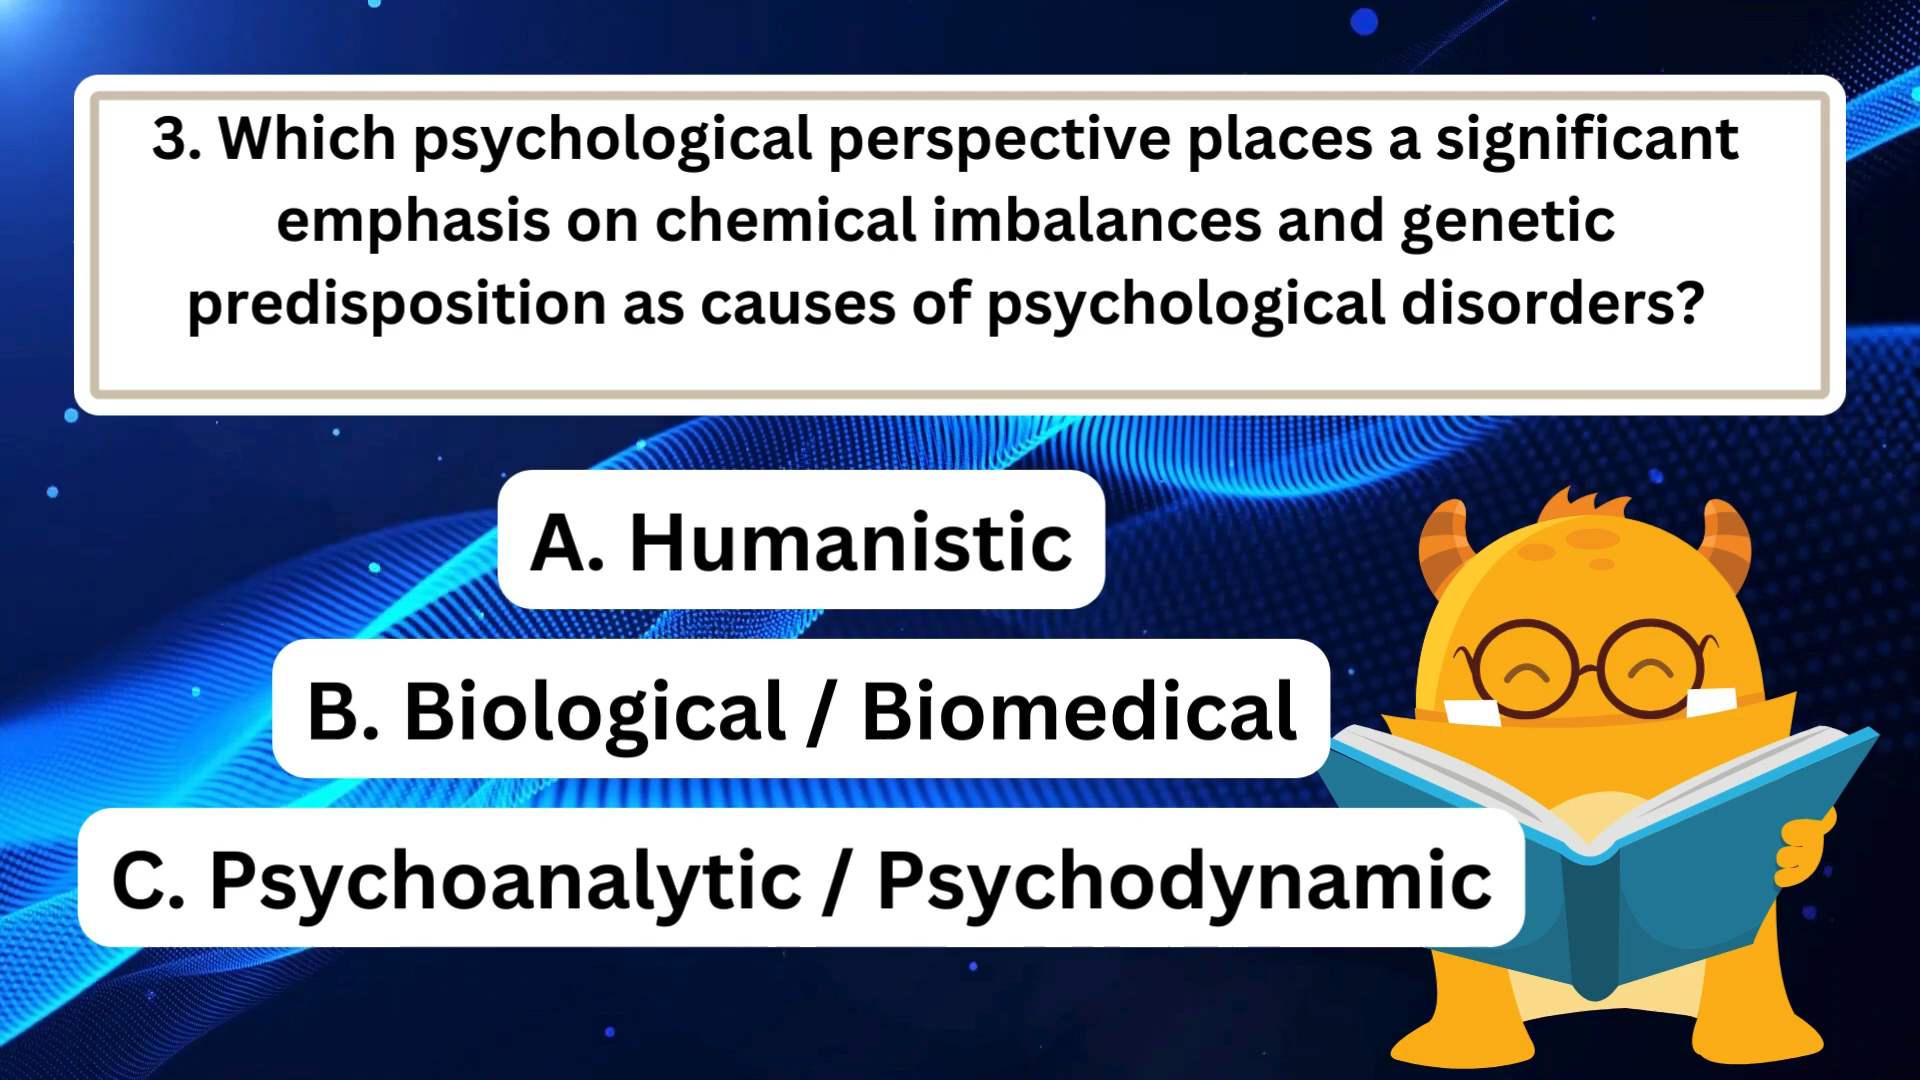 3. Which psychological perspective places a significant
emphasis on chemical imbalances and genetic
predisposition as causes of psychological disorders?
A. Humanistic
B. Biological / Biomedical
C. Psychoanalytic / Psychodynamic